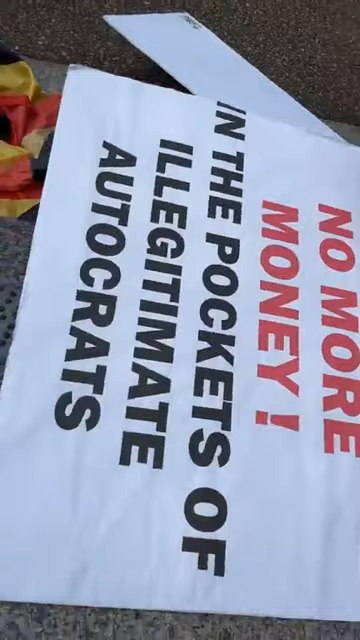 NO MORE
MONEY !
IN THE POCKETS OF
ILLEGITIMATE
AUTOCRATS